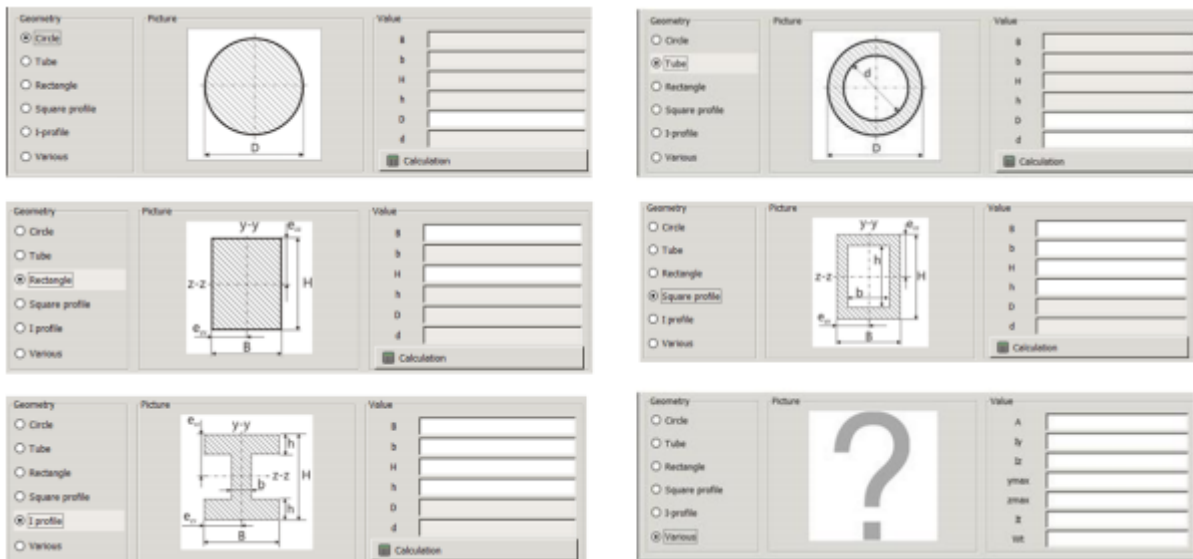 Geometry
Circle
Tube
Rectangle
Square profile
I-profile
Various
Picture
D
Value
B
b
H
h
D
d
Calculation
Geometry
Circle
Tube
Rectangle
Square profile
I-profile
Various
Picture
d
D
Value
B
b
H
h
D
d
Calculation
Geometry
Circle
Tube
Rectangle
Square profile
I profile
Various
Picture
y-y
z-z
H
B
Value
B
b
H
h
D
d
Calculation
Geometry
Circle
Tube
Rectangle
Square profile
I profile
Various
Picture
y-y
z-z
h
H
b
B
Value
B
b
H
h
D
d
Calculation
Geometry
Circle
Tube
Rectangle
Square profile
I profile
Various
Picture
y-y
h
z-z
H
b
h
B
Value
B
b
H
h
D
d
Calculation
Geometry
Circle
Tube
Rectangle
Square profile
I-profile
Various
Picture
?
Value
A
Iy
Iz
ymax
zmax
It
Wt